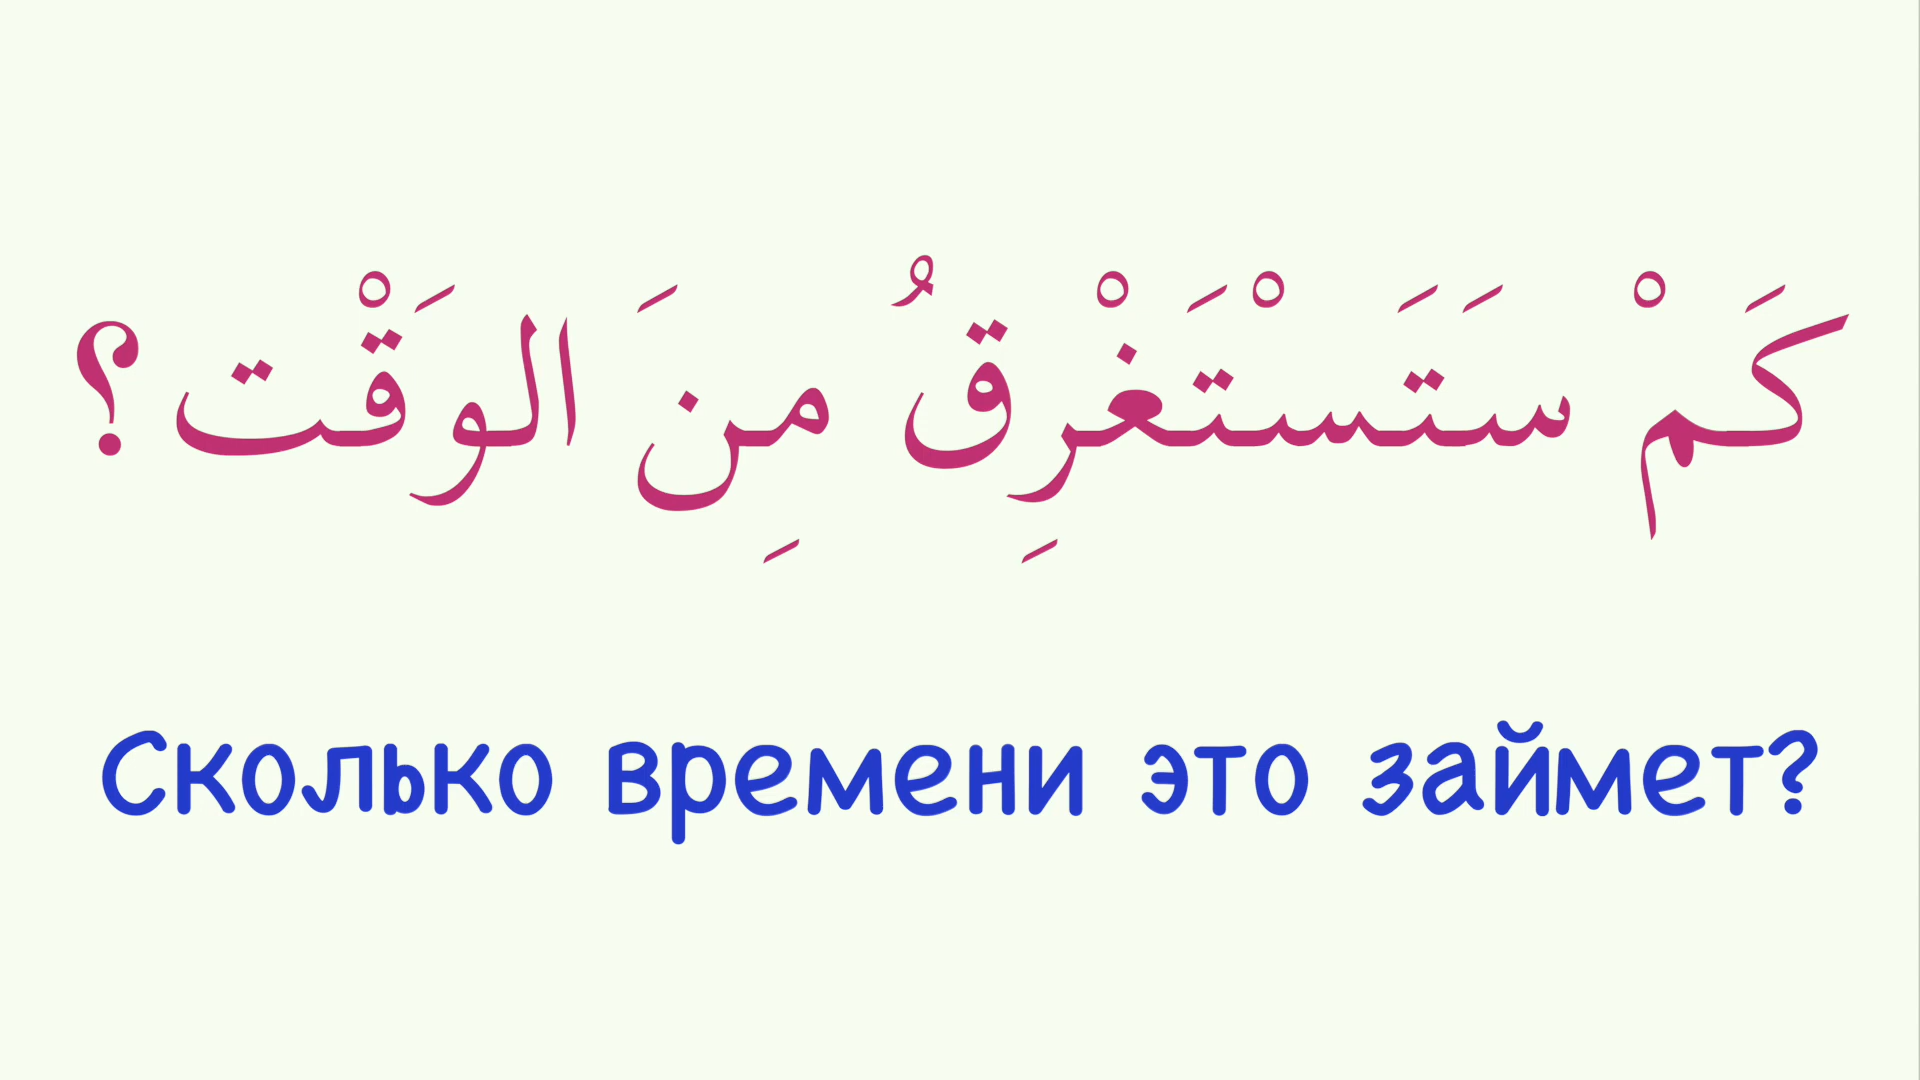 كَمْ سَتَسْتَغْرِقُ مِنَ الوَقْت؟
Сколько времени это займет?